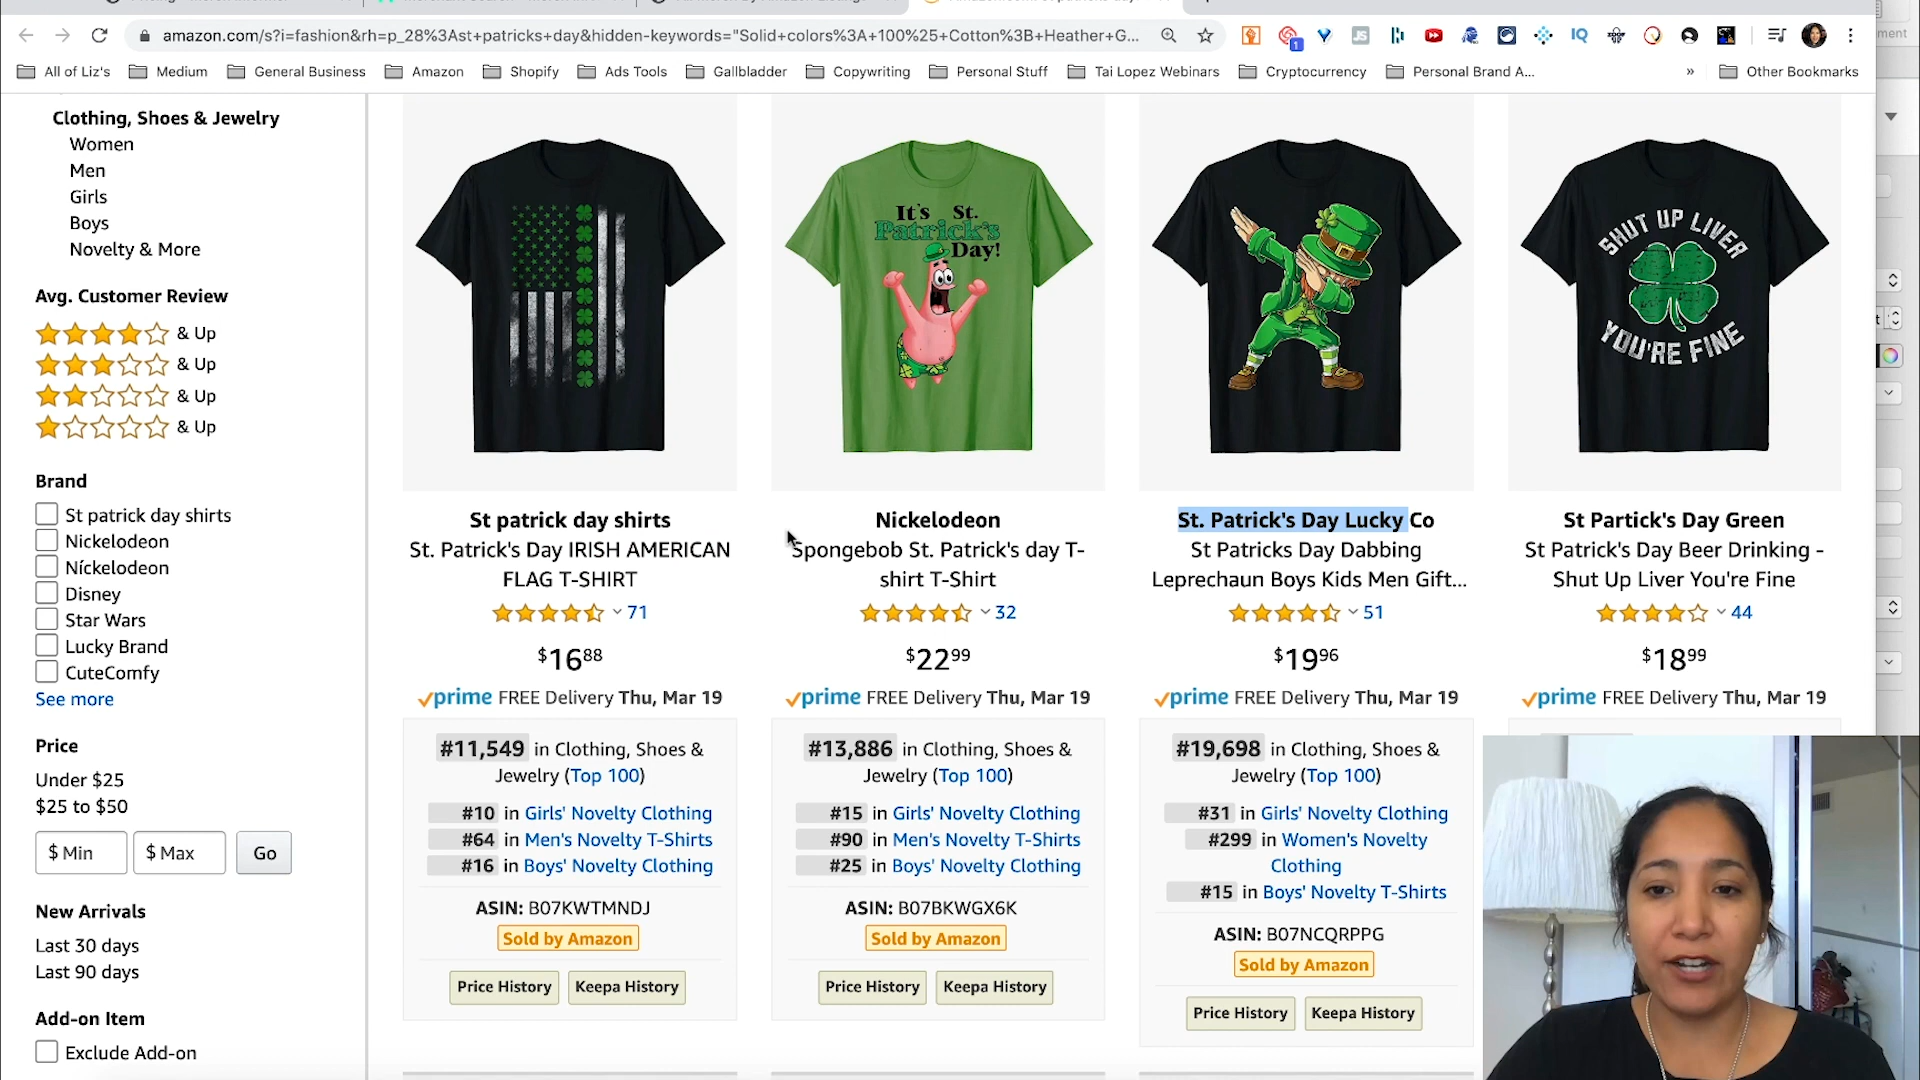 amazon.com/s?i=fashion&rh=p_28%3Ast+patricks+day&hidden-keywords="Solid+colors%3A+100%25+Cotton%3B+Heather+G...
1
All of Liz's
Medium
General Business
Amazon
Shopify
Ads Tools
Gallbladder
Copywriting
Personal Stuff
Tai Lopez Webinars
Cryptocurrency
Personal Brand A...
»
Other Bookmarks
Clothing, Shoes & Jewelry
Women
Men
Girls
Boys
Novelty & More
Avg. Customer Review
& Up
& Up
& Up
& Up
Brand
St patrick day shirts
Nickelodeon
Níckelodeon
Disney
Star Wars
Lucky Brand
CuteComfy
See more
Price
Under $25
$25 to $50
$ Min
$ Max
Go
New Arrivals
Last 30 days
Last 90 days
Add-on Item
Exclude Add-on
St patrick day shirts
St. Patrick's Day IRISH AMERICAN
FLAG T-SHIRT
71
$16 88
prime FREE Delivery Thu, Mar 19
#11,549 in Clothing, Shoes &
Jewelry (Top 100)
#10 in Girls' Novelty Clothing
#64 in Men's Novelty T-Shirts
#16 in Boys' Novelty Clothing
ASIN: B07KWTMNDJ
Sold by Amazon
Price History
Keepa History
It's St.
Patrick's
Day!
Nickelodeon
Spongebob St. Patrick's day T-
shirt T-Shirt
32
$22 99
prime FREE Delivery Thu, Mar 19
#13,886 in Clothing, Shoes &
Jewelry (Top 100)
#15 in Girls' Novelty Clothing
#90 in Men's Novelty T-Shirts
#25 in Boys' Novelty Clothing
ASIN: B07BKWGX6K
Sold by Amazon
Price History
Keepa History
St. Patrick's Day Lucky Co
St Patricks Day Dabbing
Leprechaun Boys Kids Men Gift...
51
$19 96
prime FREE Delivery Thu, Mar 19
#19,698 in Clothing, Shoes &
Jewelry (Top 100)
#31 in Girls' Novelty Clothing
#299 in Women's Novelty
Clothing
#15 in Boys' Novelty T-Shirts
ASIN: B07NCQRPPG
Sold by Amazon
Price History
Keepa History
SHUT UP LIVER
YOU'RE FINE
St Partick's Day Green
St Patrick's Day Beer Drinking -
Shut Up Liver You're Fine
44
$18 99
prime FREE Delivery Thu, Mar 19